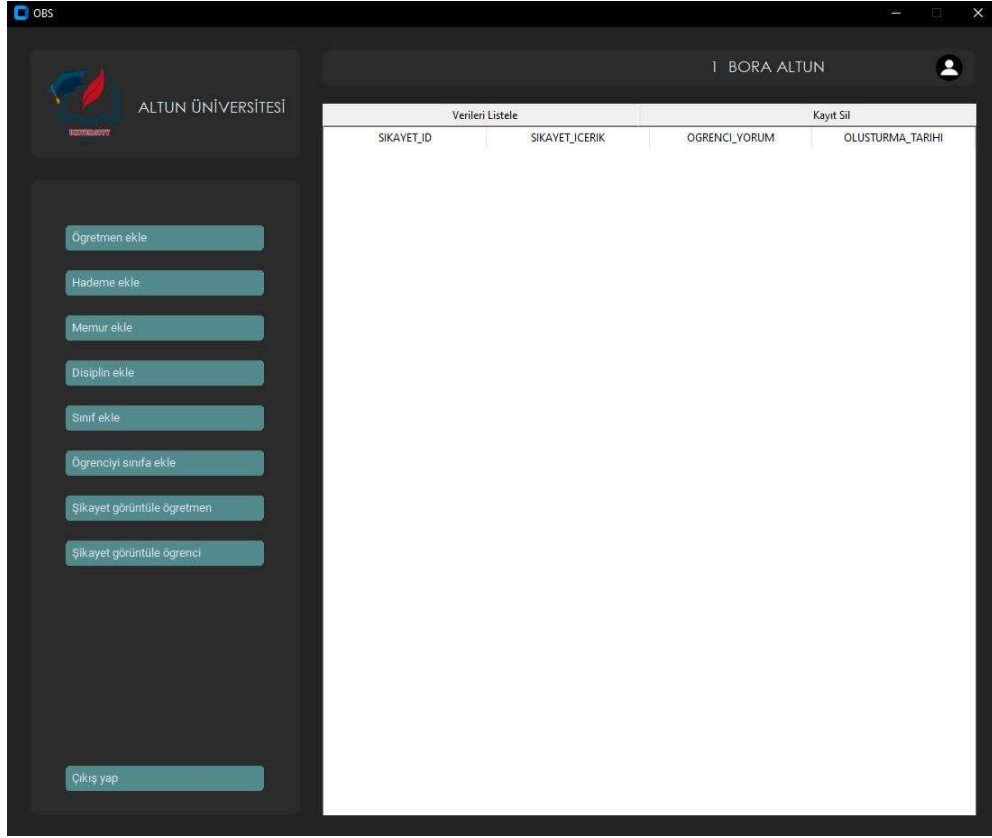 OBS
1 BORA ALTUN
ALTUN ÜNİVERSİTESİ
UNIVERSITY
Verileri Listele Kayıt Sil
SIKAYET_ID SIKAYET_ICERIK OGRENCI_YORUM OLUSTURMA_TARIHI
Ögretmen ekle
Hademe ekle
Memur ekle
Disiplin ekle
Sınıf ekle
Ögrenciyi sınıfa ekle
Şikayet görüntüle ögretmen
Şikayet görüntüle ögrenci
Çıkış yap